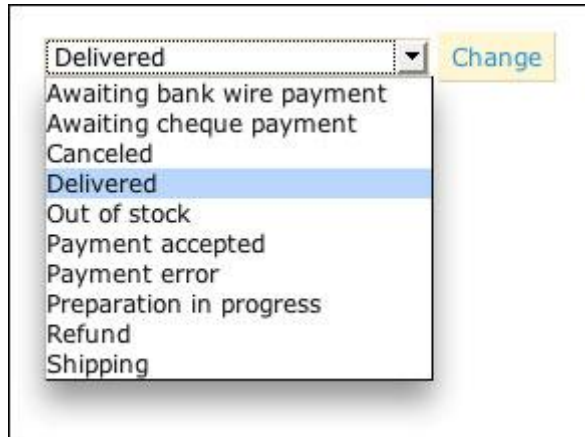 Delivered Change
Awaiting bank wire payment
Awaiting cheque payment
Canceled
Delivered
Out of stock
Payment accepted
Payment error
Preparation in progress
Refund
Shipping